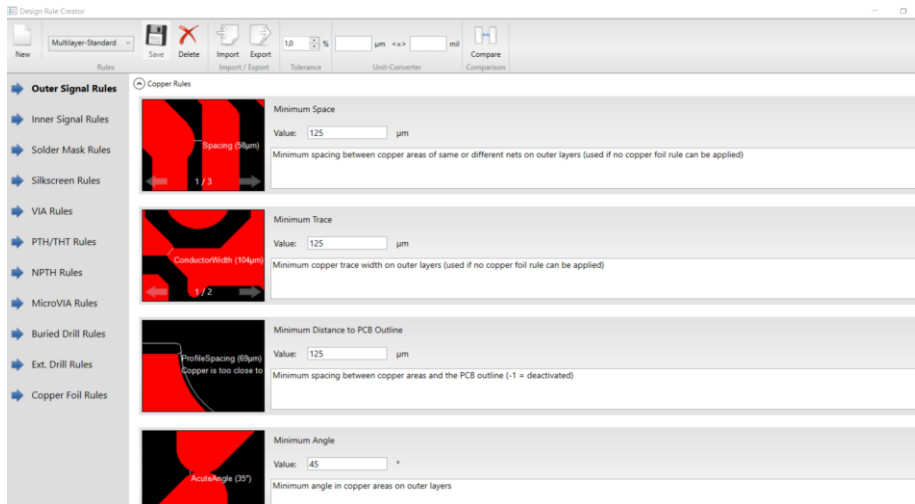 Design Rule Creator
New
Multilayer-Standard
Save
Delete
Import
Export
1,0
%
µm <=> mil
Compare
Rules
Import / Export
Tolerance
Unit-Converter
Comparison
Outer Signal Rules
Inner Signal Rules
Solder Mask Rules
Silkscreen Rules
VIA Rules
PTH/THT Rules
NPTH Rules
MicroVIA Rules
Buried Drill Rules
Ext. Drill Rules
Copper Foil Rules
Copper Rules
Spacing (58µm)
1 / 3
Minimum Space
Value: 125 µm
Minimum spacing between copper areas of same or different nets on outer layers (used if no copper foil rule can be applied)
ConductorWidth (104µm)
1 / 2
Minimum Trace
Value: 125 µm
Minimum copper trace width on outer layers (used if no copper foil rule can be applied)
ProfileSpacing (69µm)
Copper is too close to
Minimum Distance to PCB Outline
Value: 125 µm
Minimum spacing between copper areas and the PCB outline (-1 = deactivated)
AcuteAngle (35°)
Minimum Angle
Value: 45 °
Minimum angle in copper areas on outer layers